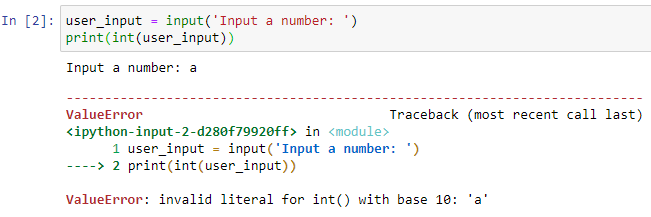 In [2]: user_input = input('Input a number: ')
print(int(user_input))
Input a number: a
---------------------------------------------------------------------------
ValueError                                Traceback (most recent call last)
<ipython-input-2-d280f79920ff> in <module>
      1 user_input = input('Input a number: ')
----> 2 print(int(user_input))
ValueError: invalid literal for int() with base 10: 'a'